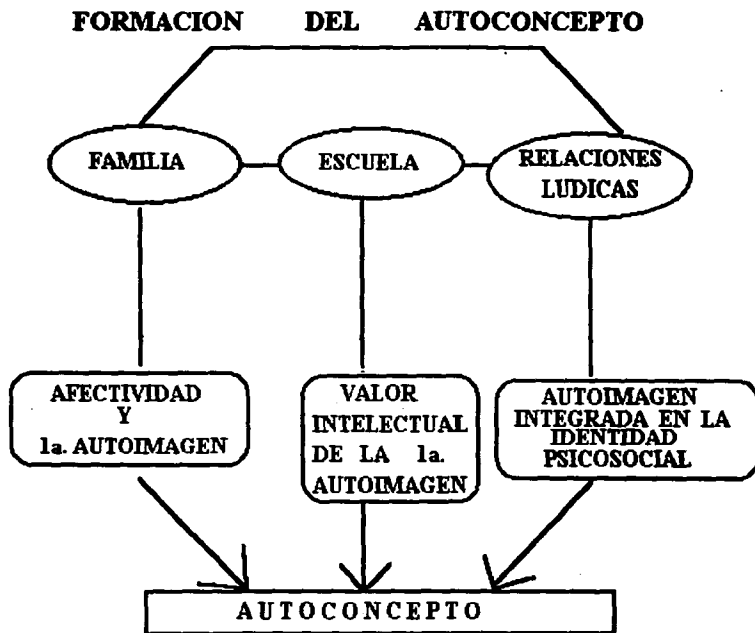 FORMACION DEL AUTOCONCEPTO
FAMILIA
ESCUELA
RELACIONES
LUDICAS
AFECTIVIDAD
Y
1a. AUTOIMAGEN
VALOR
INTELECTUAL
DE LA 1a.
AUTOIMAGEN
AUTOIMAGEN
INTEGRADA EN LA
IDENTIDAD
PSICOSOCIAL
AUTOCONCEPTO